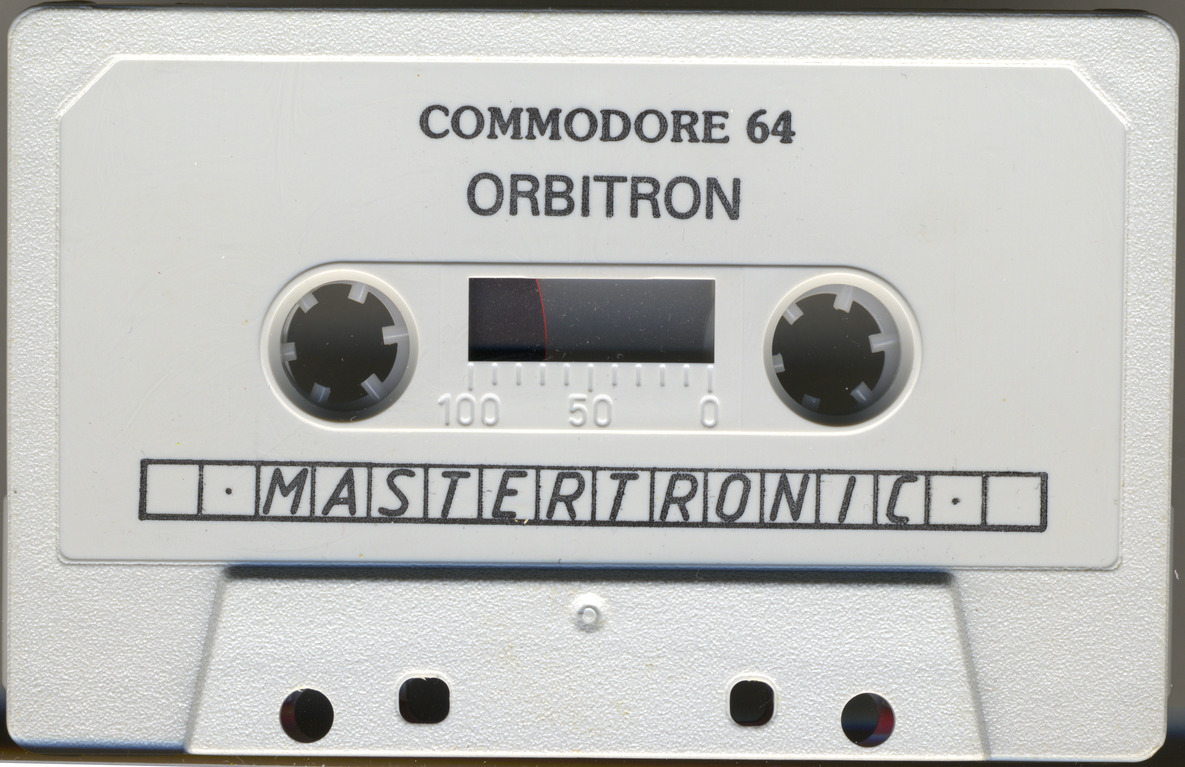 COMMODORE 64
ORBITRON
100 50 0
· MASTERTRONIC ·